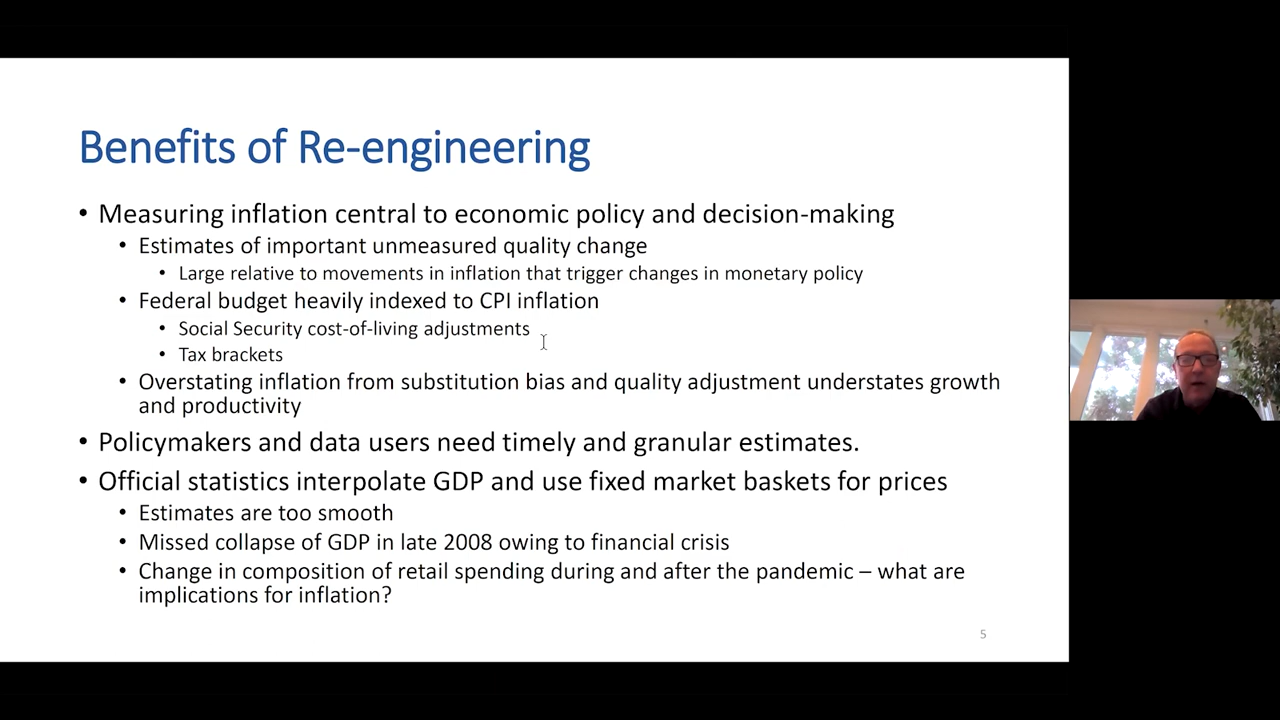 Benefits of Re-engineering
• Measuring inflation central to economic policy and decision-making
• Estimates of important unmeasured quality change
• Large relative to movements in inflation that trigger changes in monetary policy
• Federal budget heavily indexed to CPI inflation
• Social Security cost-of-living adjustments
• Tax brackets
• Overstating inflation from substitution bias and quality adjustment understates growth
and productivity
• Policymakers and data users need timely and granular estimates.
• Official statistics interpolate GDP and use fixed market baskets for prices
• Estimates are too smooth
• Missed collapse of GDP in late 2008 owing to financial crisis
• Change in composition of retail spending during and after the pandemic – what are
implications for inflation?
5